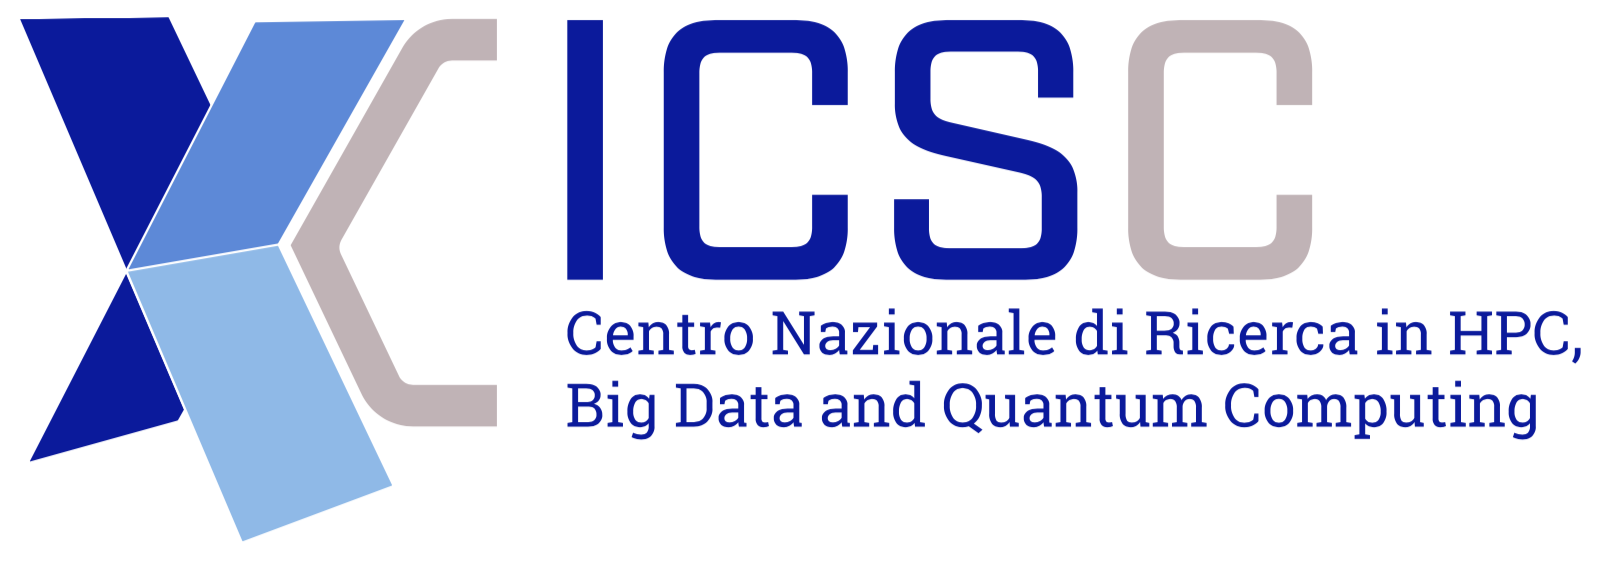 ICSC
Centro Nazionale di Ricerca in HPC,
Big Data and Quantum Computing